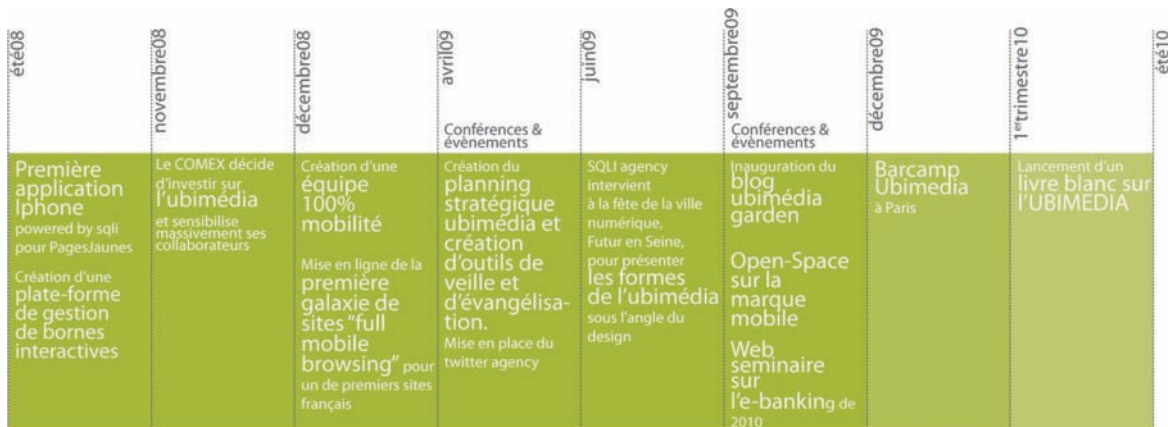 été08
Première
application
Iphone
powered by sqli
pour PagesJaunes
Création d'une
plate-forme
de gestion
de bornes
interactives
novembre08
Le COMEX décide
d'investir sur
l'ubimédia
et sensibilise
massivement ses
collaborateurs
décembre08
Création d'une
équipe
100%
mobilité
Mise en ligne de la
première
galaxie de
sites "full
mobile
browsing" pour
un de premiers sites
français
avril09
Conférences &
évènements
Création du
planning
stratégique
ubimédia et
création
d'outils de
veille et
d'évangélisa-
tion.
Mise en place du
twitter agency
juin09
SQLI agency
intervient
à la fête de la ville
numérique,
Futur en Seine,
pour présenter
les formes
de l'ubimédia
sous l'angle du
design
septembre09
Conférences &
évènements
Inauguration du
blog
ubimédia
garden
Open-Space
sur la
marque
mobile
Web
seminaire
sur
l'e-banking de
2010
décembre09
Barcamp
Ubimedia
à Paris
1er trimestre10
Lancement d'un
livre blanc sur
l'UBIMEDIA
été10